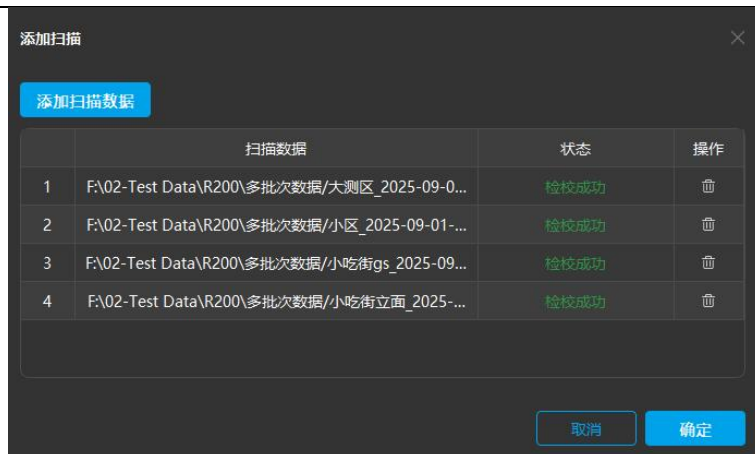 添加扫描
添加扫描数据
扫描数据 状态 操作
1 F:\02-Test Data\R200\多批次数据/大测区_2025-09-0... 检校成功
2 F:\02-Test Data\R200\多批次数据/小区_2025-09-01-... 检校成功
3 F:\02-Test Data\R200\多批次数据/小吃街gs_2025-09... 检校成功
4 F:\02-Test Data\R200\多批次数据/小吃街立面_2025-... 检校成功
取消 确定